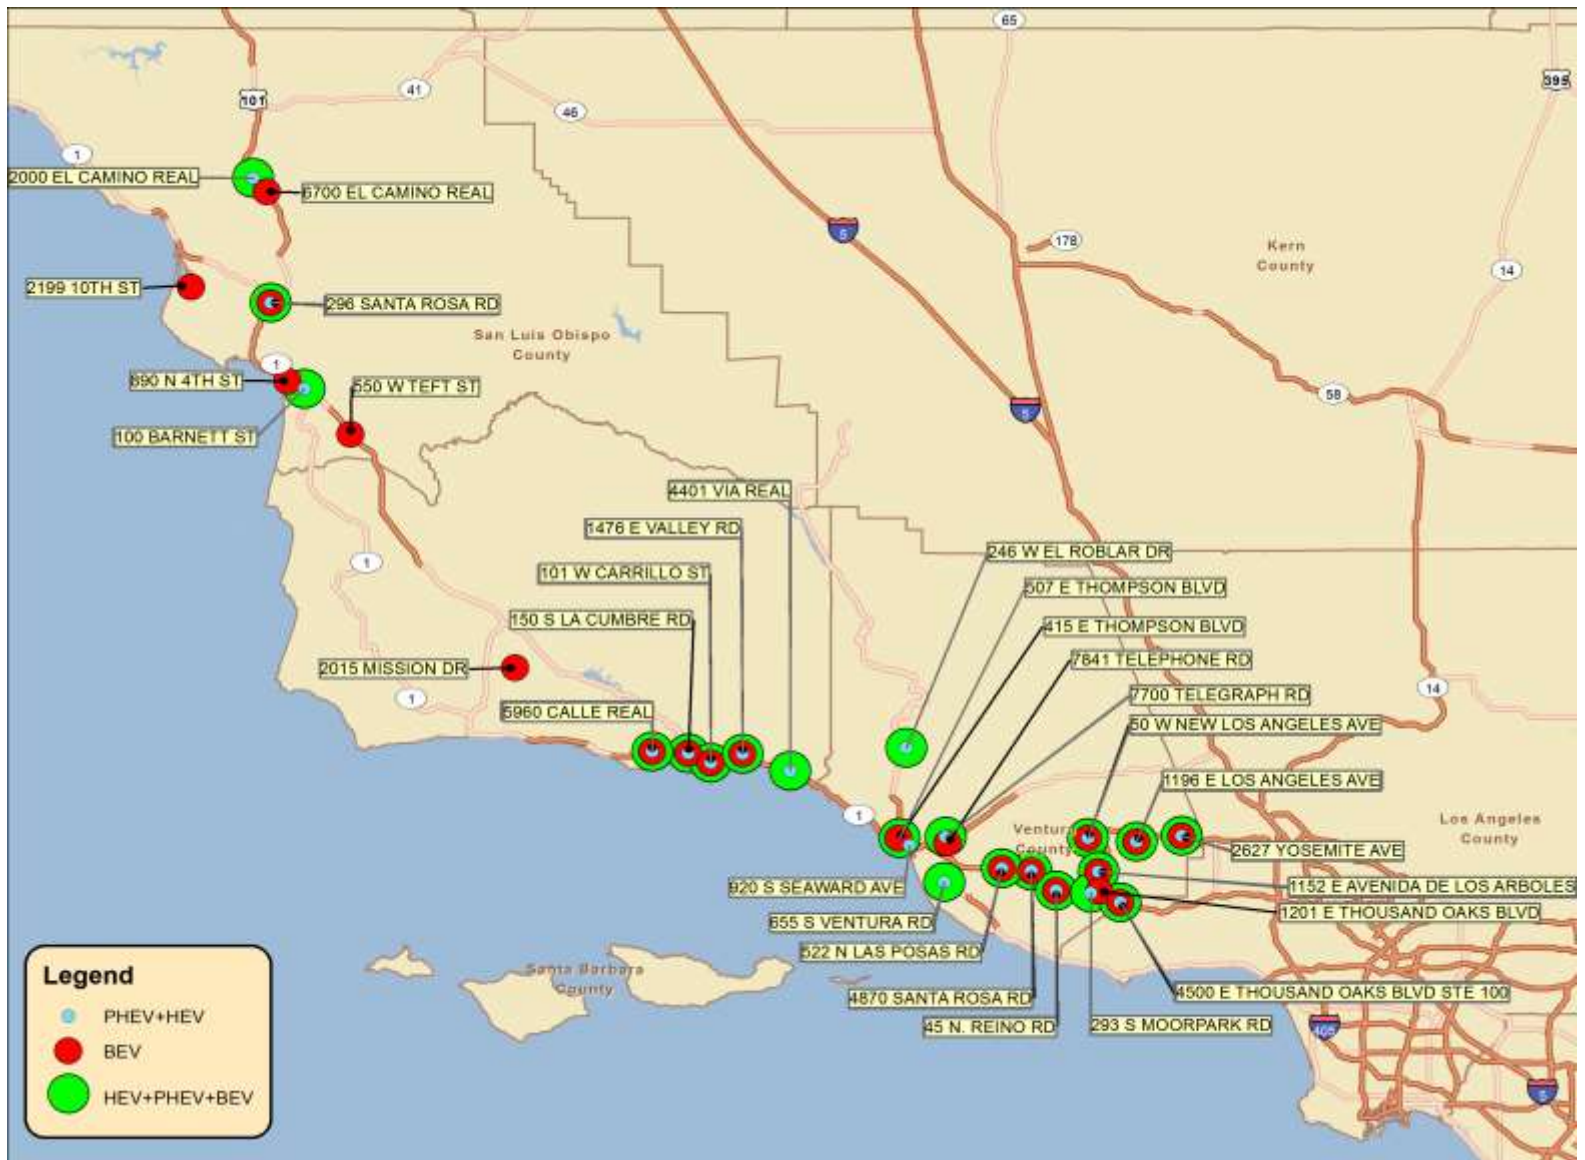 65
395
101
41
46
1
2000 EL CAMINO REAL
6700 EL CAMINO REAL
5
178
Kern
County
14
2199 10TH ST
296 SANTA ROSA RD
San Luis Obispo
County
1
890 N 4TH ST
550 W TEFT ST
58
5
100 BARNETT ST
4401 VIA REAL
1476 E VALLEY RD
246 W EL ROBLAR DR
1
101 W CARRILLO ST
507 E THOMPSON BLVD
150 S LA CUMBRE RD
415 E THOMPSON BLVD
2015 MISSION DR
7841 TELEPHONE RD
14
1
7700 TELEGRAPH RD
5960 CALLE REAL
50 W NEW LOS ANGELES AVE
1196 E LOS ANGELES AVE
1
Los Angeles
County
Ventura
County
2627 YOSEMITE AVE
920 S SEAWARD AVE
1152 E AVENIDA DE LOS ARBOLES
655 S VENTURA RD
1201 E THOUSAND OAKS BLVD
522 N LAS POSAS RD
Santa Barbara
County
4870 SANTA ROSA RD
4500 E THOUSAND OAKS BLVD STE 100
45 N. REINO RD
293 S MOORPARK RD
405
5
Legend
PHEV+HEV
BEV
HEV+PHEV+BEV